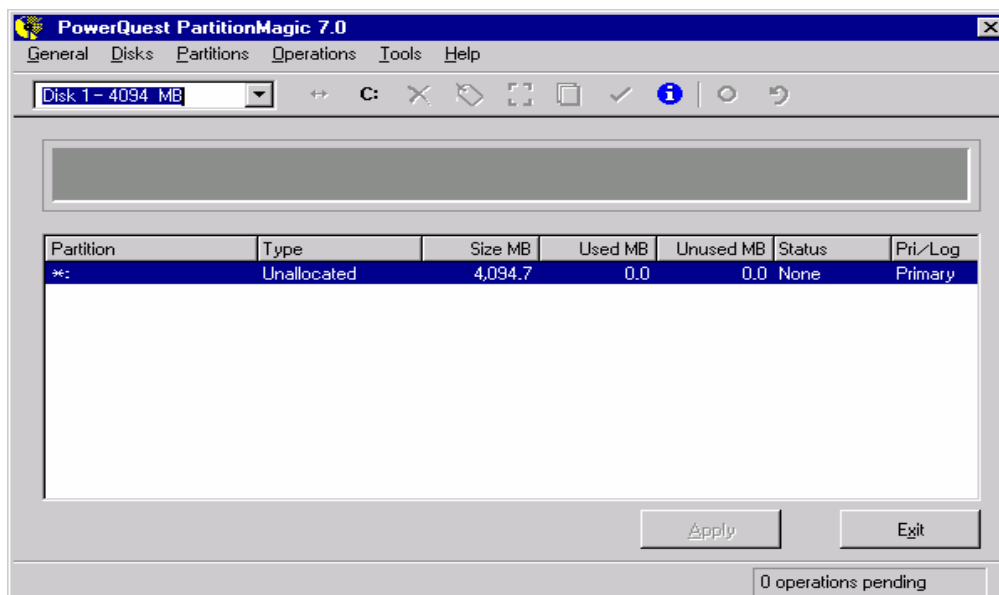 PowerQuest PartitionMagic 7.0
General Disks Partitions Operations Tools Help
Disk 1 – 4094 MB C:
Partition Type Size MB Used MB Unused MB Status Pri/Log
*: Unallocated 4,094.7 0.0 0.0 None Primary
Apply Exit
0 operations pending